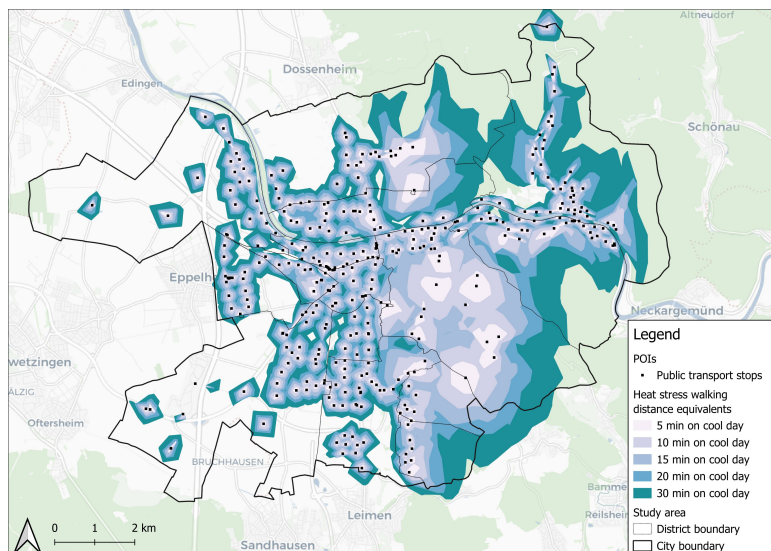 Altneudorf
Edingen
Dossenheim
Schönau
Eppelh
Neckargemünd
wetzingen
ÄLZIG
Oftersheim
BRUCHHAUSEN
Leimen
Sandhausen
Bamme
Reilshei
0 1 2 km
Legend
POIs
Public transport stops
Heat stress walking
distance equivalents
5 min on cool day
10 min on cool day
15 min on cool day
20 min on cool day
30 min on cool day
Study area
District boundary
City boundary